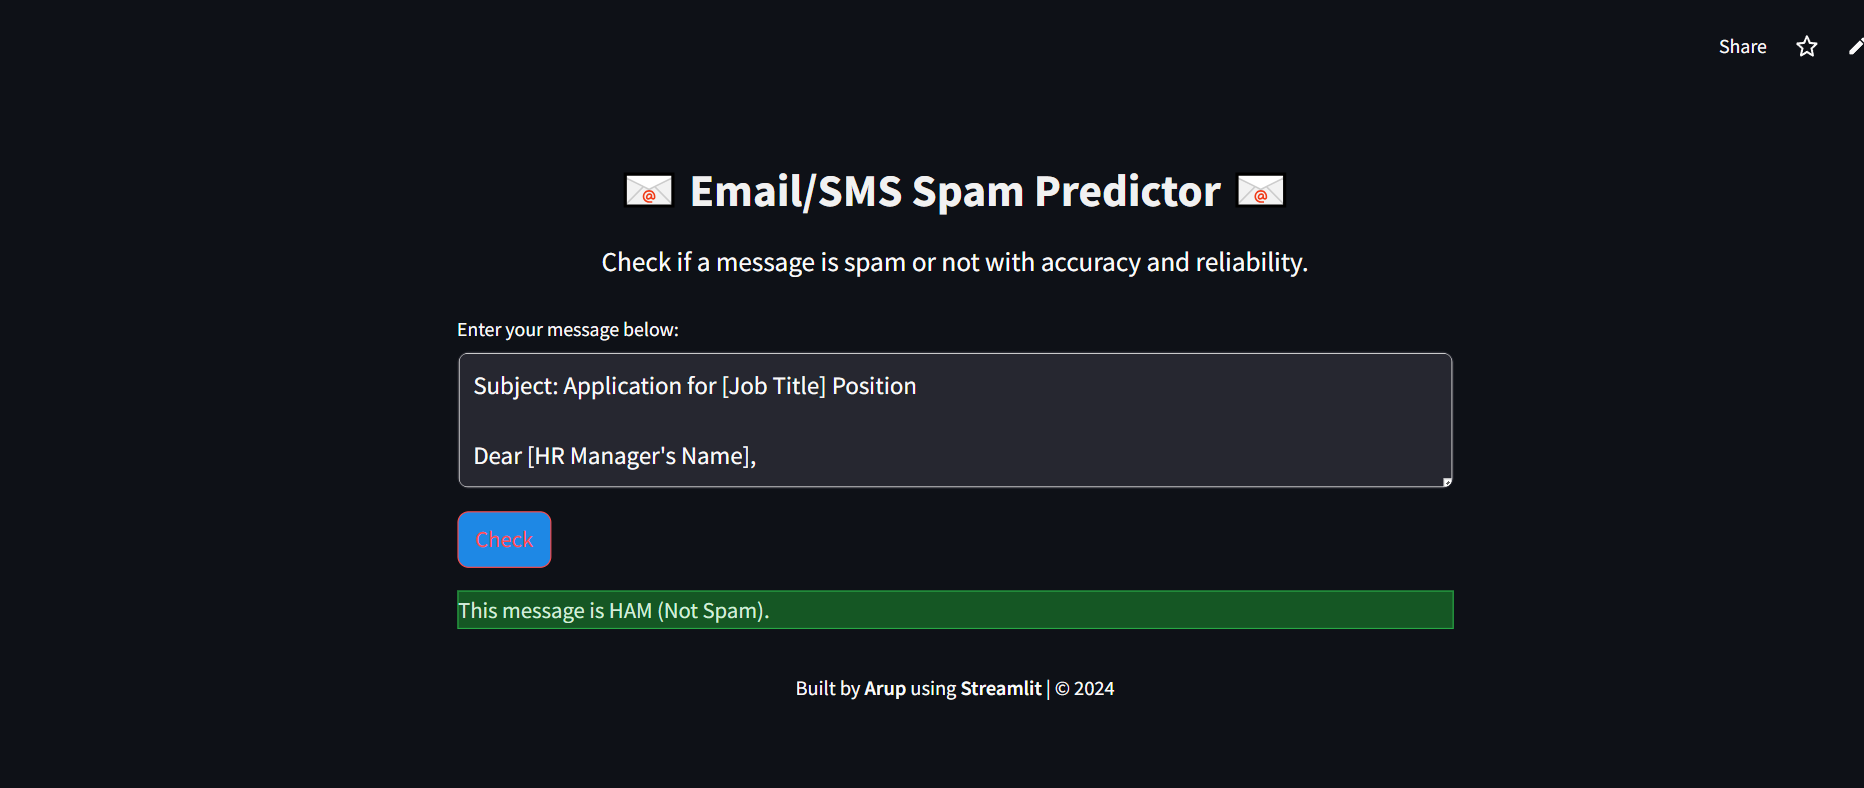 Share
Email/SMS Spam Predictor
Check if a message is spam or not with accuracy and reliability.
Enter your message below:
Subject: Application for [Job Title] Position
Dear [HR Manager's Name],
Check
This message is HAM (Not Spam).
Built by Arup using Streamlit | © 2024